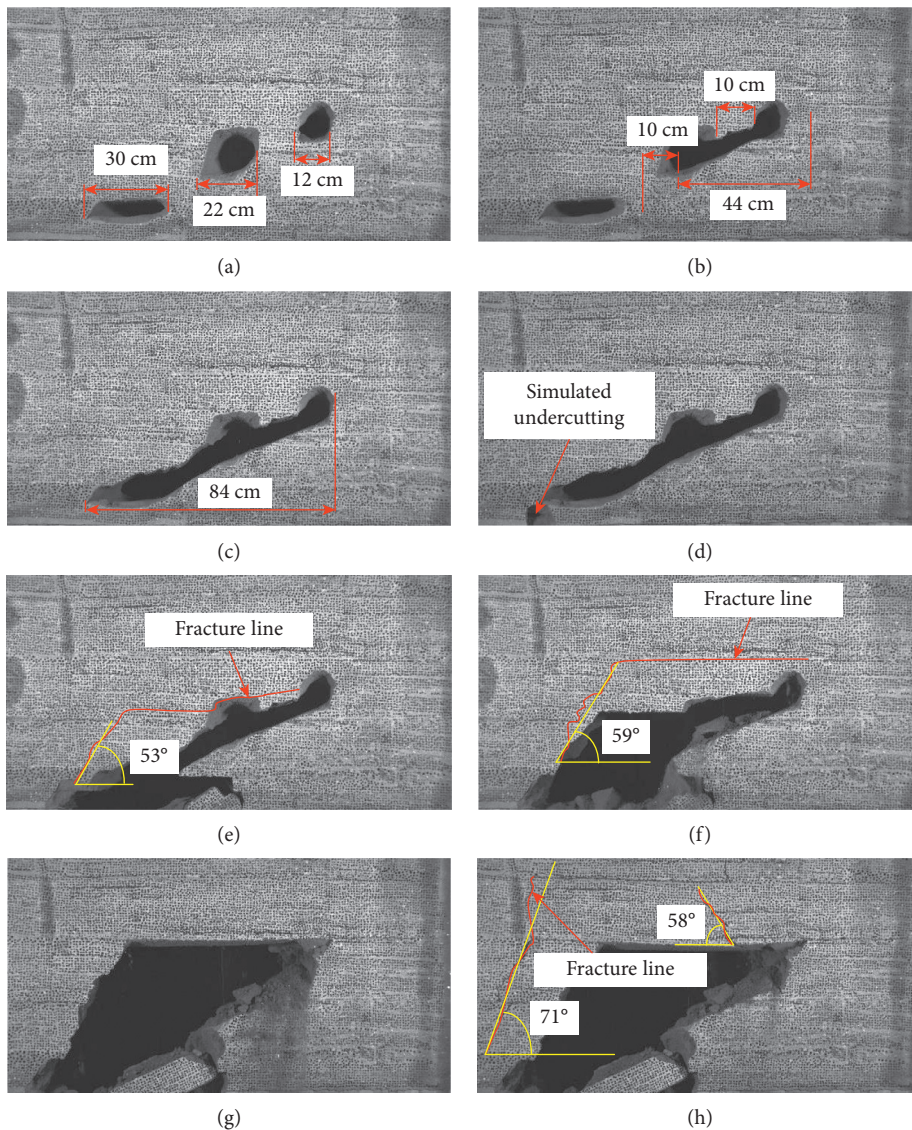 30 cm
22 cm
12 cm
(a)
10 cm
10 cm
44 cm
(b)
84 cm
(c)
Simulated
undercutting
(d)
Fracture line
53°
(e)
Fracture line
59°
(f)
(g)
58°
Fracture line
71°
(h)